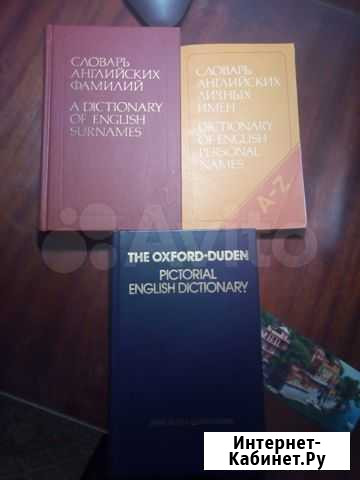 СЛОВАРЬ
АНГЛИЙСКИХ
ФАМИЛИЙ
A DICTIONARY
OF ENGLISH
SURNAMES
СЛОВАРЬ
АНГЛИЙСКИХ
ЛИЧНЫХ
ИМЕН
DICTIONARY
OF ENGLISH
PERSONAL
NAMES
A-Z
THE OXFORD-DUDEN
PICTORIAL
ENGLISH DICTIONARY
Avito
Интернет-
Кабинет.Ру